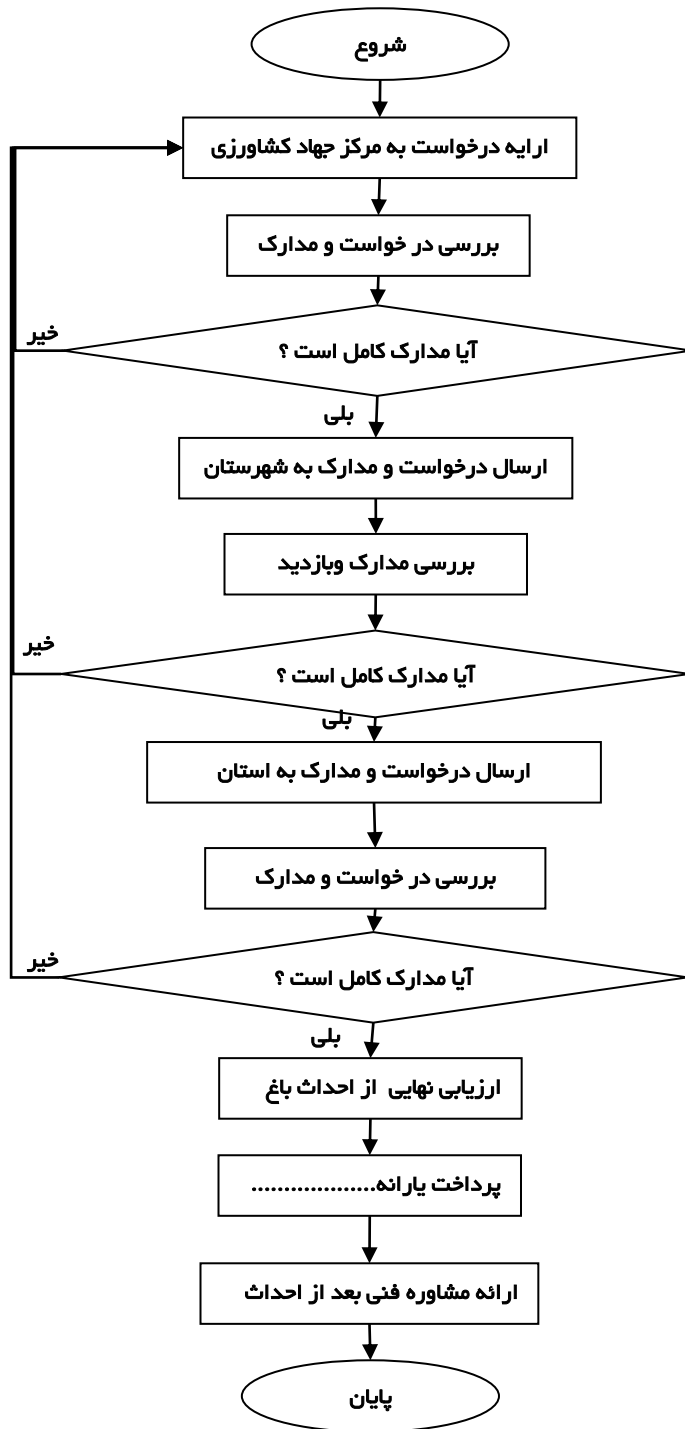 شروع
ارایه درخواست به مرکز جهاد کشاورزی
بررسی در خواست و مدارک
آیا مدارک کامل است ؟
خیر
بلی
ارسال درخواست و مدارک به شهرستان
بررسی مدارک وبازدید
آیا مدارک کامل است ؟
خیر
بلی
ارسال درخواست و مدارک به استان
بررسی در خواست و مدارک
آیا مدارک کامل است ؟
خیر
بلی
ارزیابی نهایی از احداث باغ
پرداخت یارانه...................
ارائه مشاوره فنی بعد از احداث
پایان